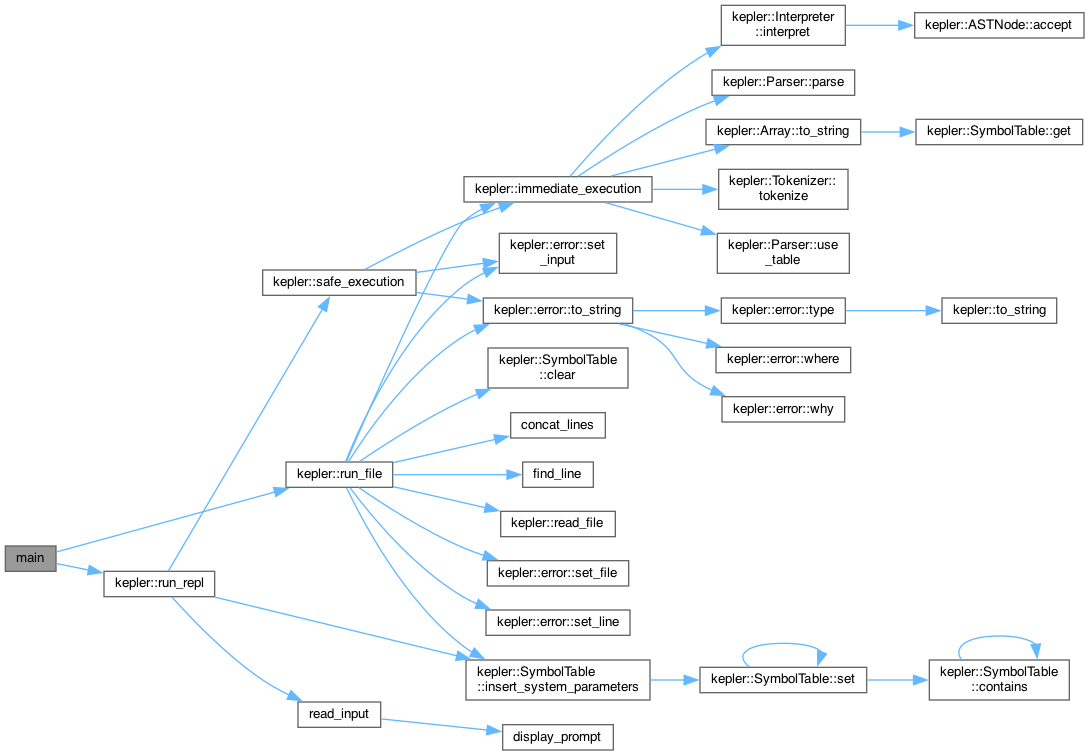 kepler::Interpreter
::interpret
kepler::ASTNode::accept
kepler::Parser::parse
kepler::Array::to_string
kepler::SymbolTable::get
kepler::immediate_execution
kepler::Tokenizer::
tokenize
kepler::Parser::use
_table
kepler::error::set
_input
kepler::safe_execution
kepler::error::to_string
kepler::error::type
kepler::to_string
kepler::error::where
kepler::SymbolTable
::clear
kepler::error::why
concat_lines
kepler::run_file
find_line
kepler::read_file
main
kepler::error::set_file
kepler::run_repl
kepler::error::set_line
kepler::SymbolTable
::insert_system_parameters
kepler::SymbolTable::set
kepler::SymbolTable
::contains
read_input
display_prompt